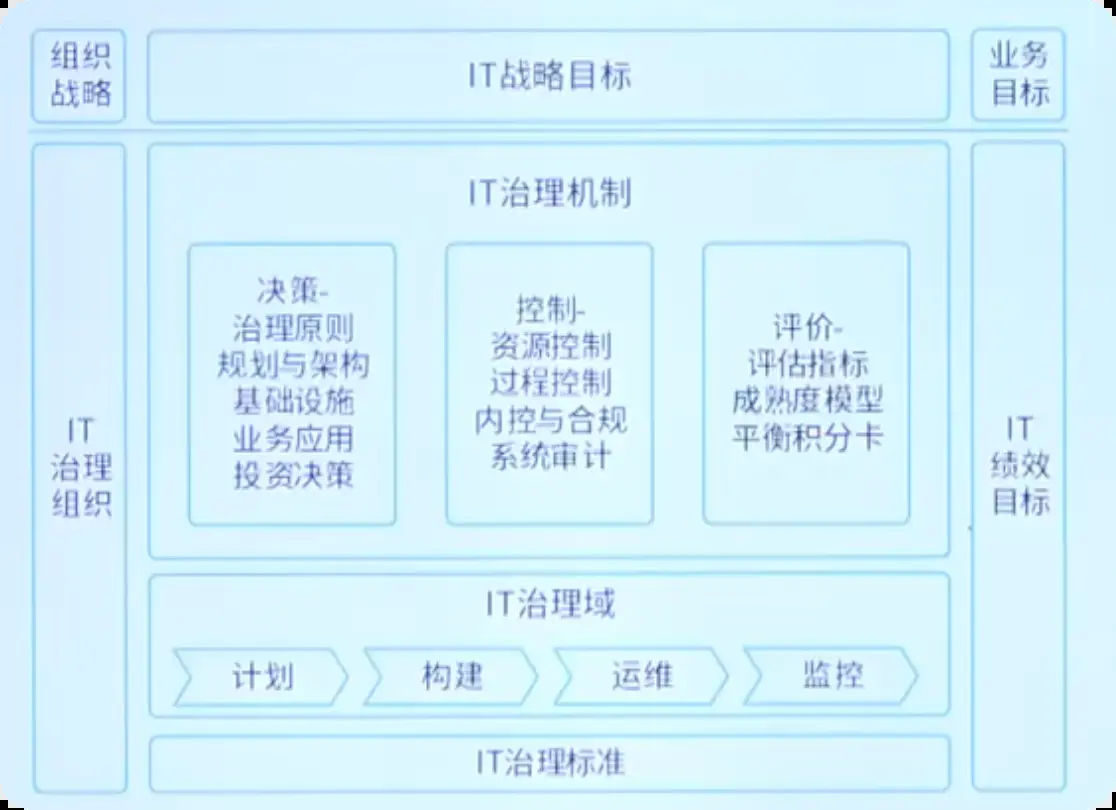 组织
战略
IT战略目标
业务
目标
IT
治理
组织
IT治理机制
决策-
治理原则
规划与架构
基础设施
业务应用
投资决策
控制-
资源控制
过程控制
内控与合规
系统审计
评价-
评估指标
成熟度模型
平衡积分卡
IT
绩效
目标
IT治理域
计划
构建
运维
监控
IT治理标准